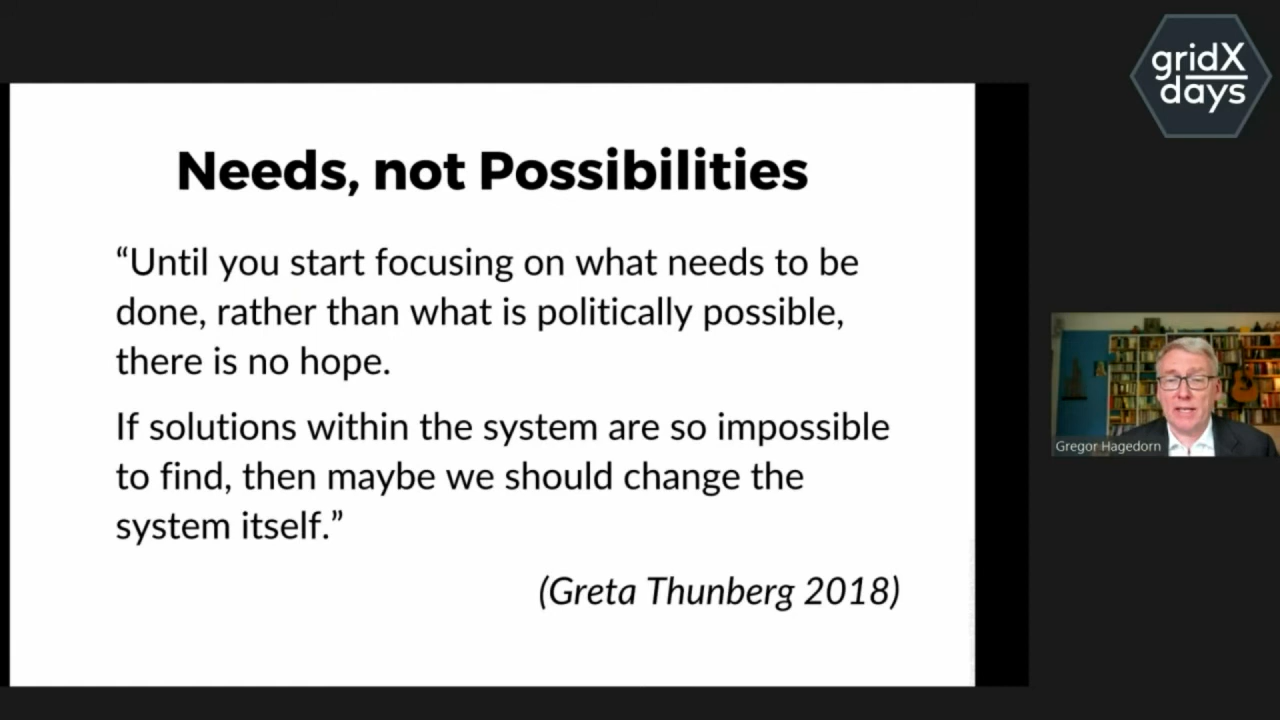 gridX
days
Needs, not Possibilities
“Until you start focusing on what needs to be
done, rather than what is politically possible,
there is no hope.
If solutions within the system are so impossible
to find, then maybe we should change the
system itself.”
(Greta Thunberg 2018)
Gregor Hagedorn